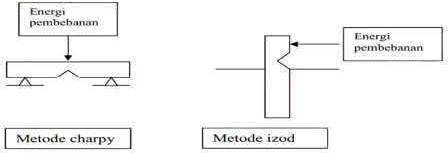 Energi
pembebanan
Energi
pembebanan
Metode charpy
Metode izod